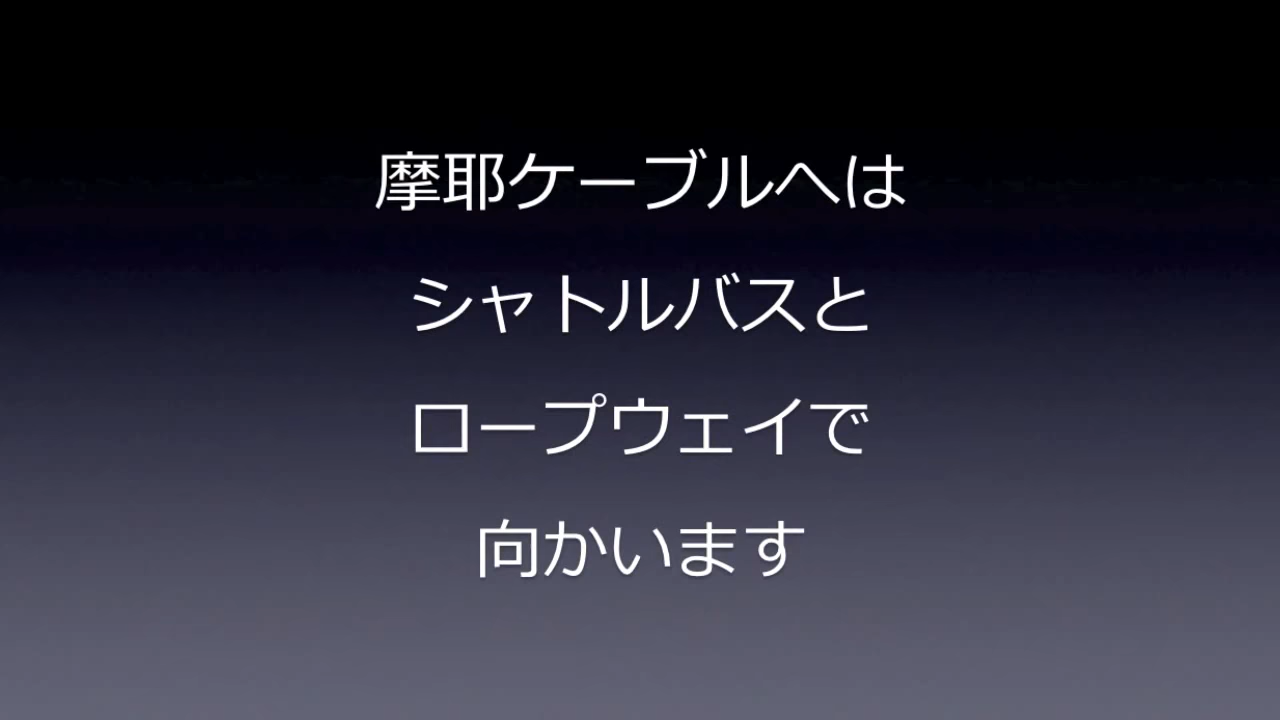 摩耶ケーブルへは
シャトルバスと
ロープウェイで
向かいます